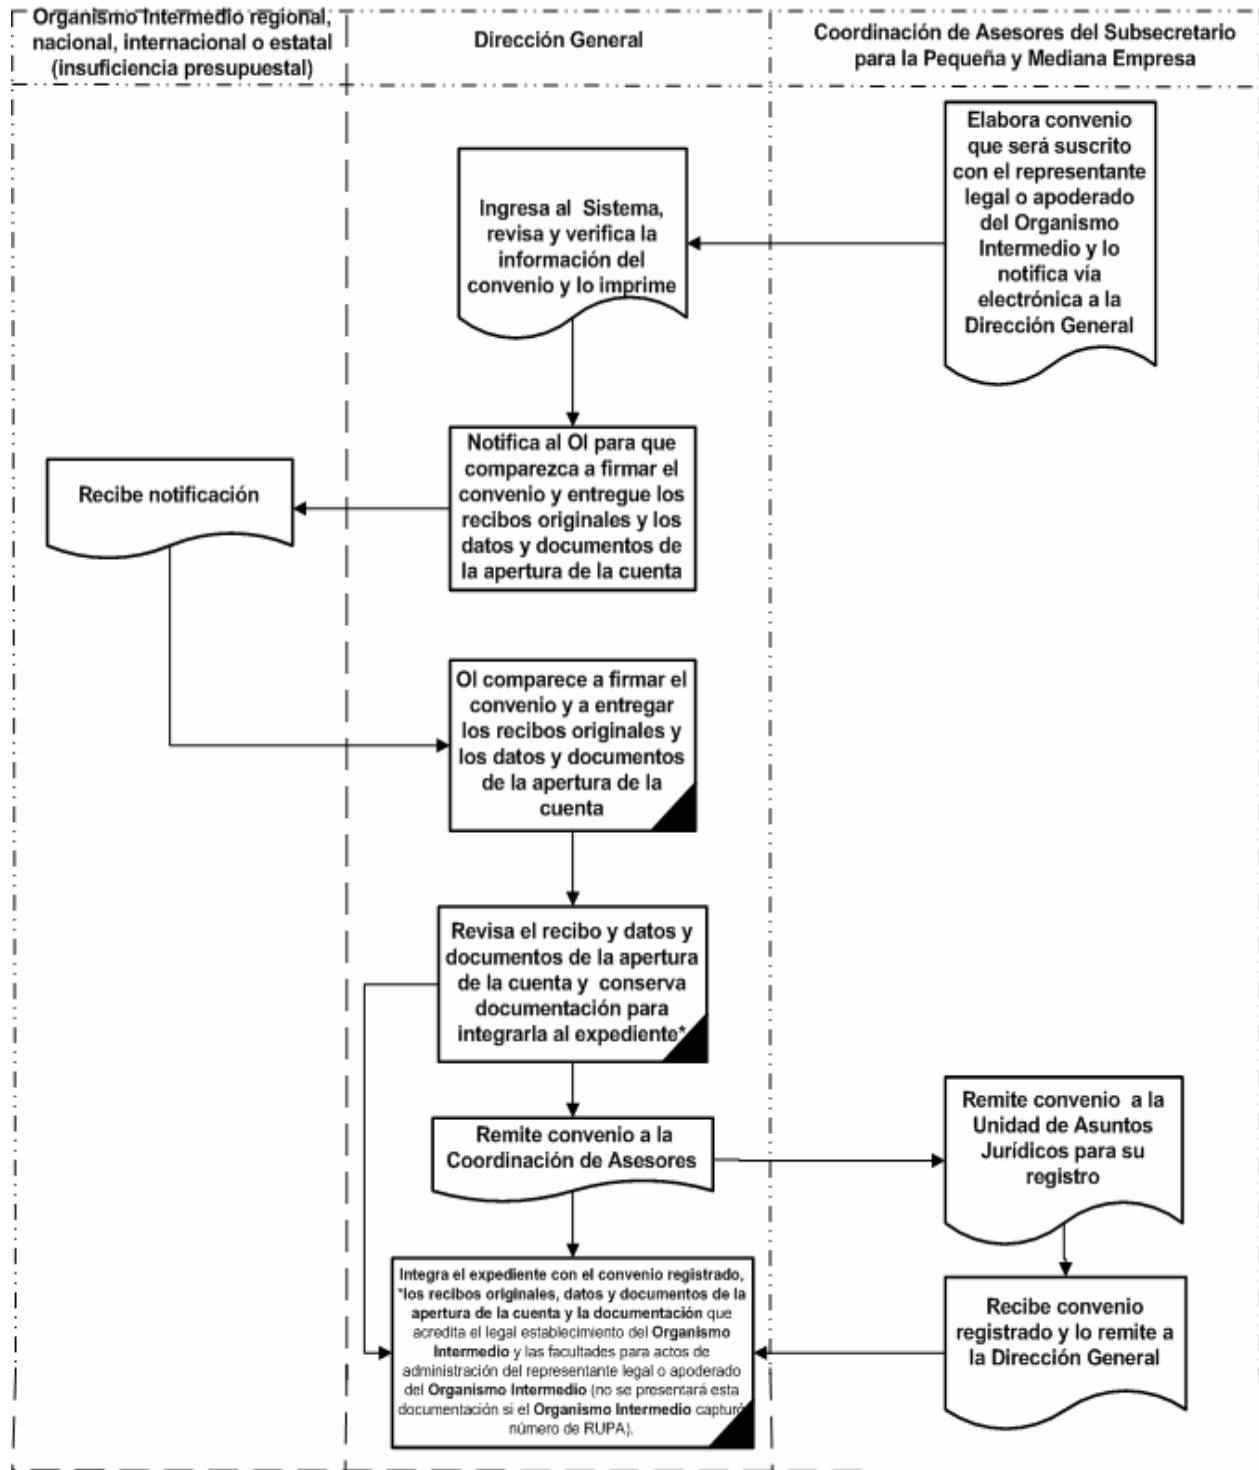 Organismo Intermedio regional,
nacional, internacional o estatal
(insuficiencia presupuestal)
Dirección General
Coordinación de Asesores del Subsecretario
para la Pequeña y Mediana Empresa
Elabora convenio
que será suscrito
con el representante
legal o apoderado
del Organismo
Intermedio y lo
notifica vía
electrónica a la
Dirección General
Ingresa al Sistema,
revisa y verifica la
información del
convenio y lo imprime
Notifica al OI para que
comparezca a firmar el
convenio y entregue los
recibos originales y los
datos y documentos de
la apertura de la cuenta
Recibe notificación
OI comparece a firmar el
convenio y a entregar
los recibos originales y
los datos y documentos
de la apertura de la
cuenta
Revisa el recibo y datos y
documentos de la apertura
de la cuenta y conserva
documentación para
integrarla al expediente*
Remite convenio a la
Coordinación de Asesores
Remite convenio a la
Unidad de Asuntos
Jurídicos para su
registro
Recibe convenio
registrado y lo remite a
la Dirección General
Integra el expediente con el convenio registrado,
*los recibos originales, datos y documentos de la
apertura de la cuenta y la documentación que
acredita el legal establecimiento del Organismo
Intermedio y las facultades para actos de
administración del representante legal o apoderado
del Organismo Intermedio (no se presentará esta
documentación si el Organismo Intermedio capturó
número de RUPA).